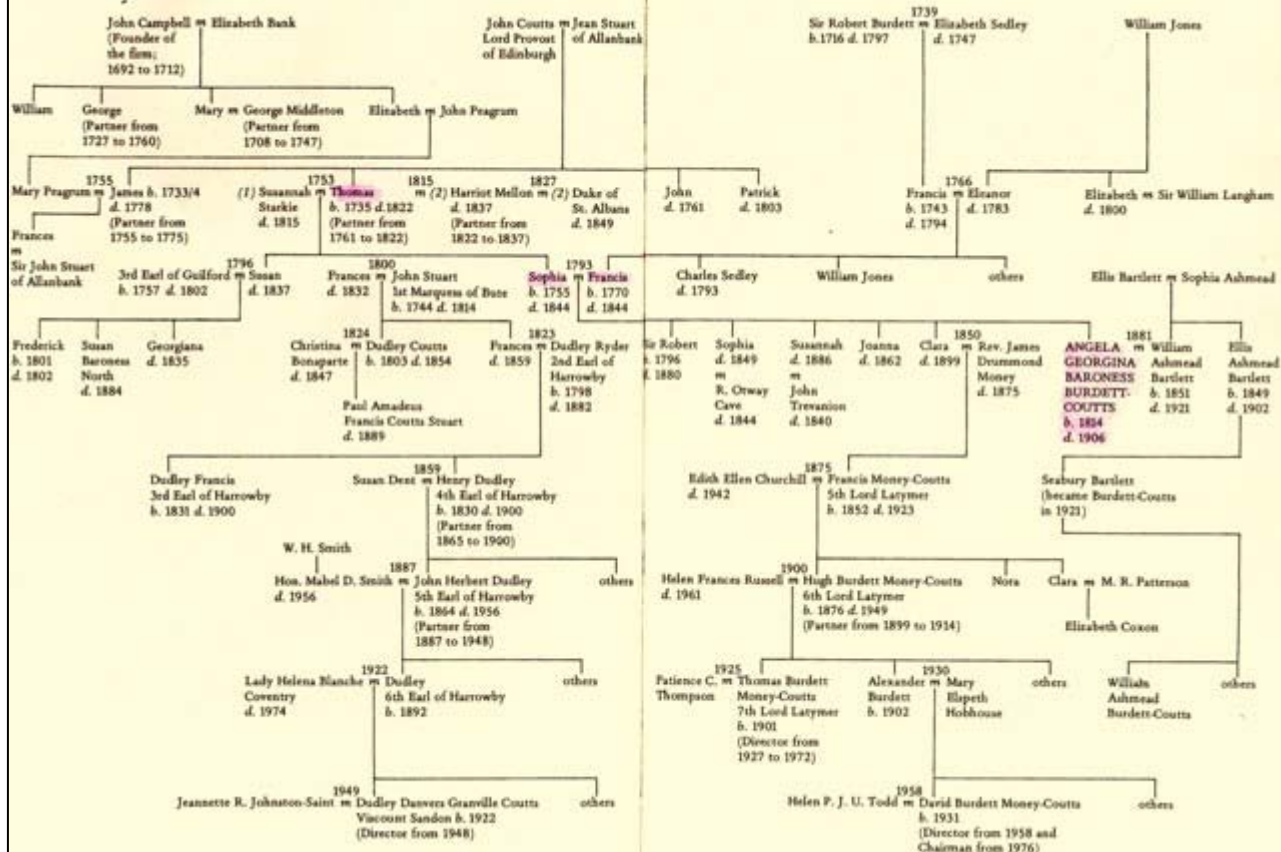 John Campbell m Elizabeth Bank
(Founder of
the firm;
1692 to 1712)
John Coutts m Jean Stuart
Lord Provost of Allanbank
of Edinburgh
1739
Sir Robert Burdett m Elizabeth Sedley
b. 1716 d. 1797 d. 1747
William Jones
William
George
(Partner from
1727 to 1760)
Mary m George Middleton
(Partner from
1708 to 1747)
Elizabeth m John Peagrum
1755
Mary Peagrum m James b. 1733/4
d. 1778
(Partner from
1755 to 1775)
1753
(1) Susannah m Thomas
Starkie b. 1735 d. 1822
d. 1815 (Partner from
1761 to 1822)
1815
m (2) Harriot Mellon
d. 1837
(Partner from
1822 to 1837)
1827
m (2) Duke of
St. Albans
d. 1849
John
d. 1761
Patrick
d. 1803
1766
Francis m Eleanor
b. 1743 d. 1783
d. 1794
Elizabeth m Sir William Langham
d. 1800
Frances
m
Sir John Stuart
of Allanbank
1796
3rd Earl of Guilford m Susan
b. 1757 d. 1802 d. 1837
1800
Frances m John Stuart
d. 1832 1st Marquess of Bute
b. 1744 d. 1814
1793
Sophia m Francis
b. 1755 b. 1770
d. 1844 d. 1844
Charles Sedley
d. 1793
William Jones
others
Ellis Bartlett m Sophia Ashmead
Frederick
b. 1801
d. 1802
Susan
Baroness
North
d. 1884
Georgiana
d. 1835
1824
Christina m Dudley Coutts
Bonaparte b. 1803 d. 1854
d. 1847
1823
Frances m Dudley Ryder
d. 1859 2nd Earl of
Harrowby
b. 1798
d. 1882
Sir Robert
b. 1796
d. 1880
Sophia
d. 1849
m
R. Otway
Cave
d. 1844
Susannah
d. 1886
m
John
Trevanion
d. 1840
Joanna
d. 1862
1850
Clara m Rev. James
d. 1899 Drummond
Money
d. 1875
1881
ANGELA m William
GEORGINA Ashmead
BARONESS Bartlett
BURDETT- b. 1851
COUTTS d. 1921
b. 1814
d. 1906
Ellis
Ashmead
Bartlett
b. 1849
d. 1902
Paul Amadeus
Francis Coutts Stuart
d. 1889
Dudley Francis
3rd Earl of Harrowby
b. 1831 d. 1900
1859
Susan Dent m Henry Dudley
4th Earl of Harrowby
b. 1830 d. 1900
(Partner from
1865 to 1900)
1875
Edith Ellen Churchill m Francis Money-Coutts
d. 1942 5th Lord Latymer
b. 1852 d. 1923
Seabury Bartlett
(became Burdett-Coutts
in 1921)
W. H. Smith
1887
Hon. Mabel D. Smith m John Herbert Dudley
d. 1956 5th Earl of Harrowby
b. 1864 d. 1956
(Partner from
1887 to 1948)
others
1900
Helen Frances Russell m Hugh Burdett Money-Coutts
d. 1961 6th Lord Latymer
b. 1876 d. 1949
(Partner from 1899 to 1914)
Nora
Clara m M. R. Patterson
Elizabeth Coxon
1922
Lady Helena Blanche m Dudley
Coventry 6th Earl of Harrowby
d. 1974 b. 1892
others
1925
Patience C. m Thomas Burdett
Thompson Money-Coutts
7th Lord Latymer
b. 1901
(Director from
1927 to 1972)
1930
Alexander m Mary
Burdett Elspeth
b. 1902 Hobhouse
others
William
Ashmead
Burdett-Coutts
others
1949
Jeannette R. Johnston-Saint m Dudley Danvers Granville Coutts
Viscount Sandon b. 1922
(Director from 1948)
others
1958
Helen P. J. U. Todd m David Burdett Money-Coutts
b. 1931
(Director from 1958 and
Chairman from 1976)
others